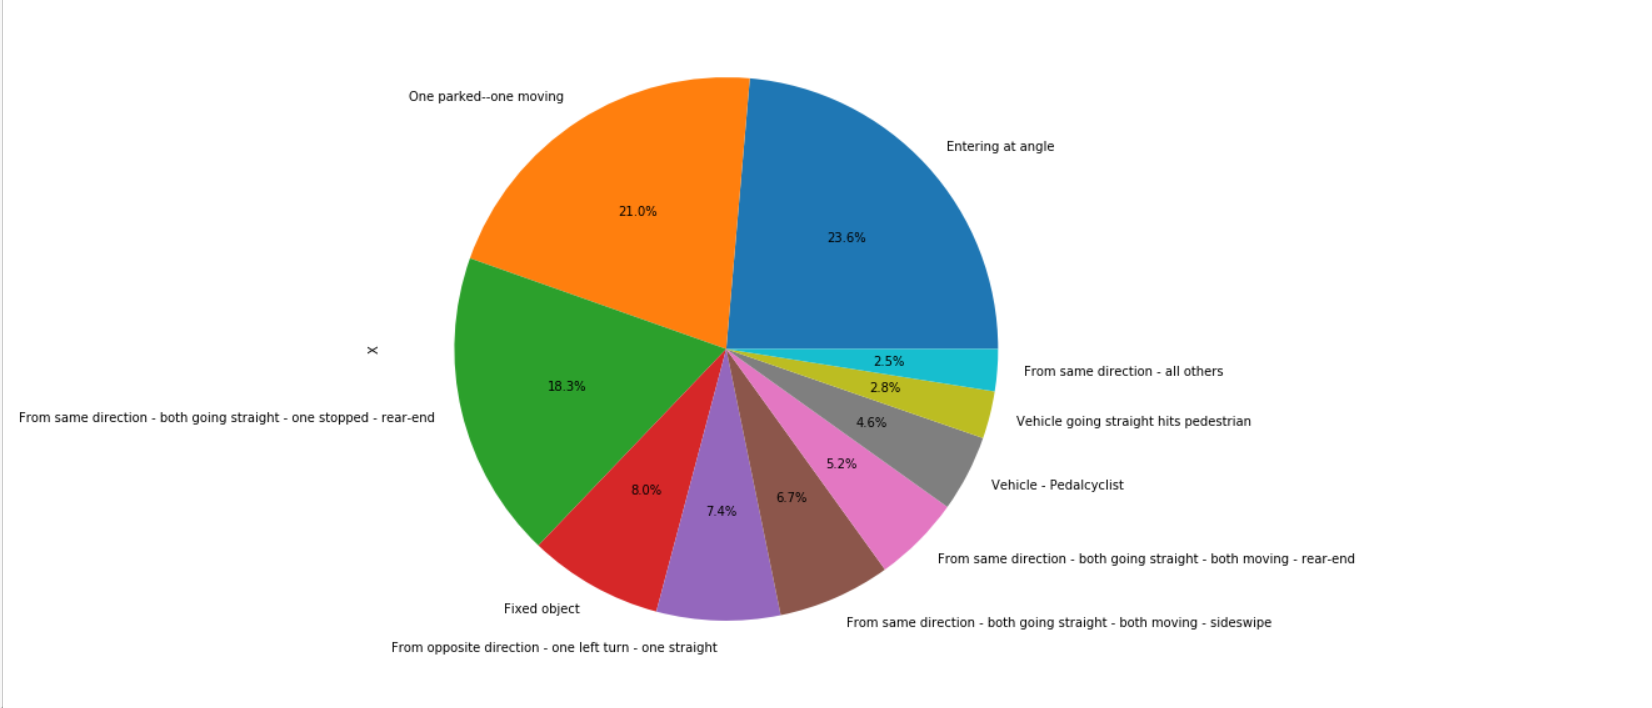 One parked--one moving
Entering at angle
21.0%
23.6%
X
2.5%
From same direction - all others
18.3%
2.8%
From same direction - both going straight - one stopped - rear-end
4.6%
Vehicle going straight hits pedestrian
5.2%
8.0%
Vehicle - Pedalcyclist
6.7%
7.4%
From same direction - both going straight - both moving - rear-end
Fixed object
From same direction - both going straight - both moving - sideswipe
From opposite direction - one left turn - one straight